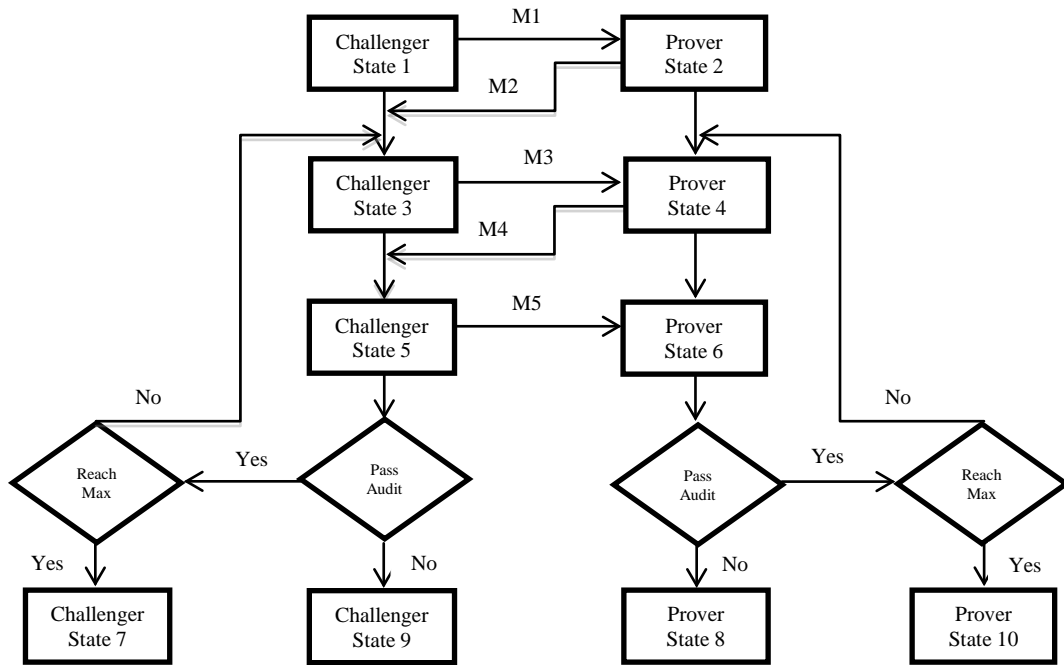 M1
Challenger
State 1
Prover
State 2
M2
M3
Challenger
State 3
Prover
State 4
M4
M5
Challenger
State 5
Prover
State 6
No
No
Reach
Max
Yes
Pass
Audit
Pass
Audit
Yes
Reach
Max
Yes
No
No
Yes
Challenger
State 7
Challenger
State 9
Prover
State 8
Prover
State 10